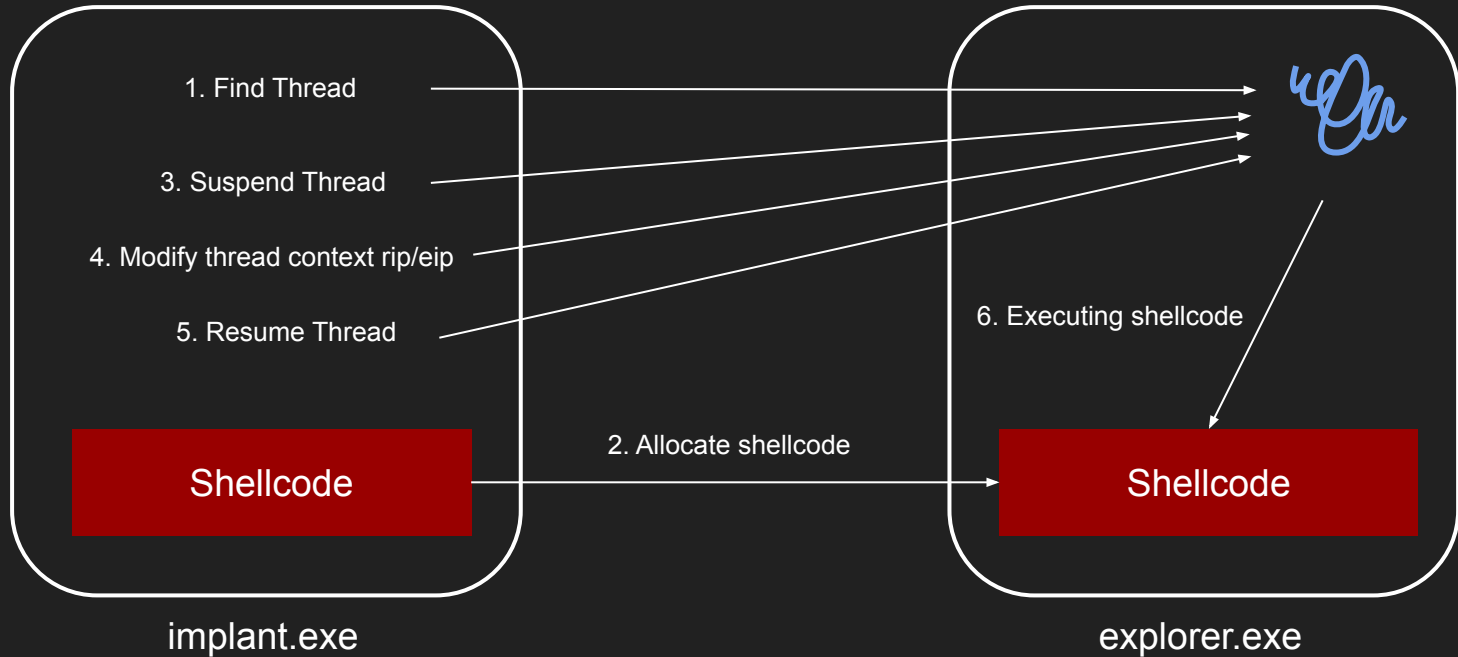 1. Find Thread
3. Suspend Thread
4. Modify thread context rip/eip
5. Resume Thread
6. Executing shellcode
2. Allocate shellcode
Shellcode
Shellcode
implant.exe
explorer.exe